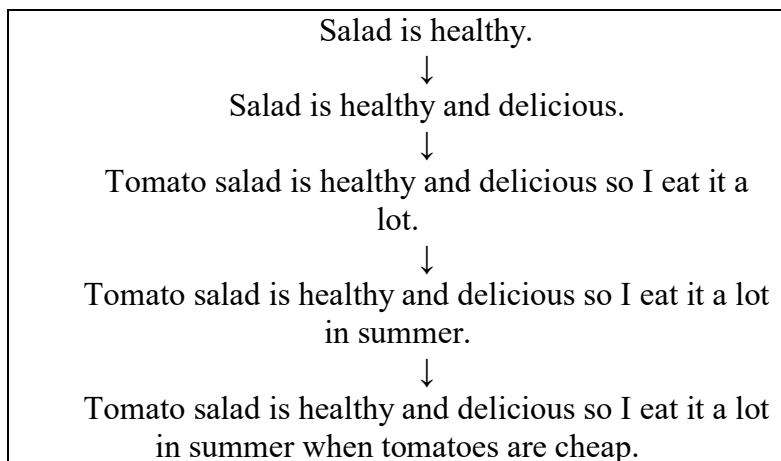 Salad is healthy.
↓
Salad is healthy and delicious.
↓
Tomato salad is healthy and delicious so I eat it a
lot.
↓
Tomato salad is healthy and delicious so I eat it a lot
in summer.
↓
Tomato salad is healthy and delicious so I eat it a lot
in summer when tomatoes are cheap.